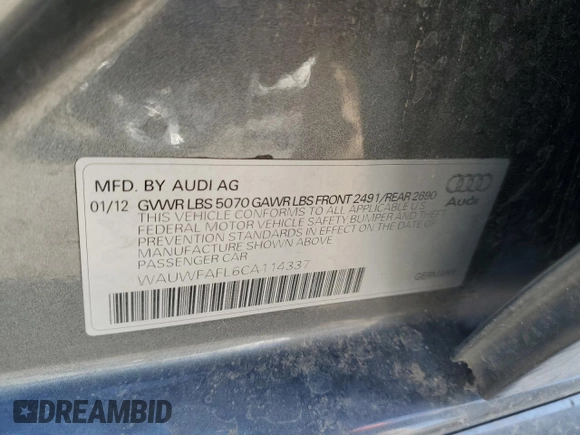 MFD. BY AUDI AG
01/12 GVWR LBS 5070 GAWR LBS FRONT 2491/REAR 2690
THIS VEHICLE CONFORMS TO ALL APPLICABLE U.S.
FEDERAL MOTOR VEHICLE SAFETY, BUMPER AND THEFT
PREVENTION STANDARDS IN EFFECT ON THE DATE OF
MANUFACTURE SHOWN ABOVE.
PASSENGER CAR
WAUWFAFL6CA114337
Audi
GERMANY
DREAMBID